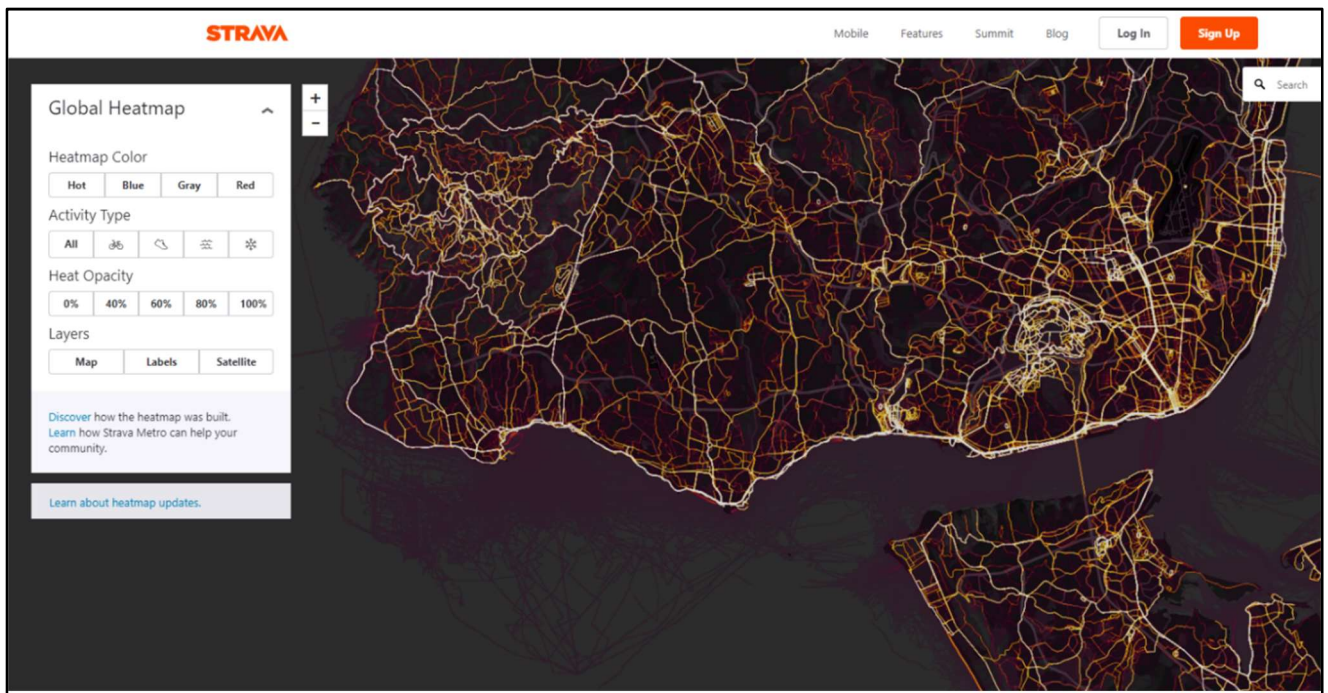 STRAVA
Mobile Features Summit Blog Log In Sign Up
Search
Global Heatmap
+
-
Heatmap Color
Hot Blue Gray Red
Activity Type
All
Heat Opacity
0% 40% 60% 80% 100%
Layers
Map Labels Satellite
Discover how the heatmap was built.
Learn how Strava Metro can help your
community.
Learn about heatmap updates.